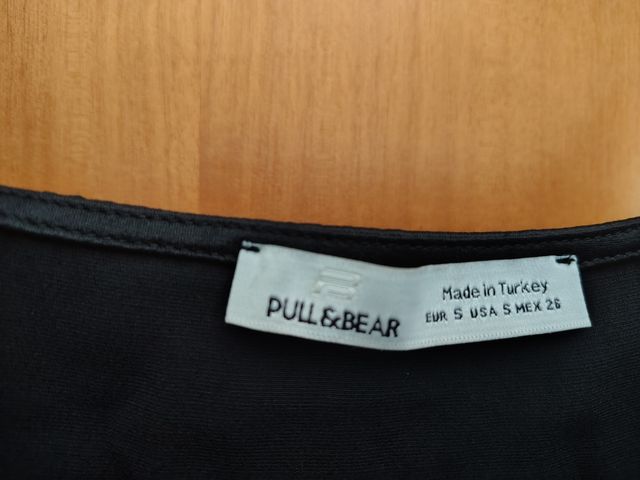 PULL&BEAR
Made in Turkey
EUR S USA S MEX 26